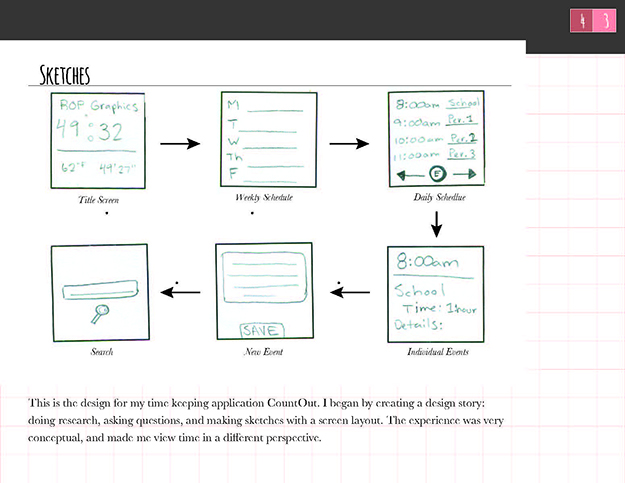 4 3
SKETCHES
ROP Graphics
49:32
62°F 49'27"
Title Screen
M
T
W
Th
F
Weekly Schedule
8:00am School
9:00am Per.1
10:00am Per.2
11:00am Per.3
E
Daily Schedlue
Search
SAVE
New Event
8:00am
School
Time: 1hour
Details:
Individual Events
This is the design for my time keeping application CountOut. I began by creating a design story:
doing research, asking questions, and making sketches with a screen layout. The experience was very
conceptual, and made me view time in a different perspective.